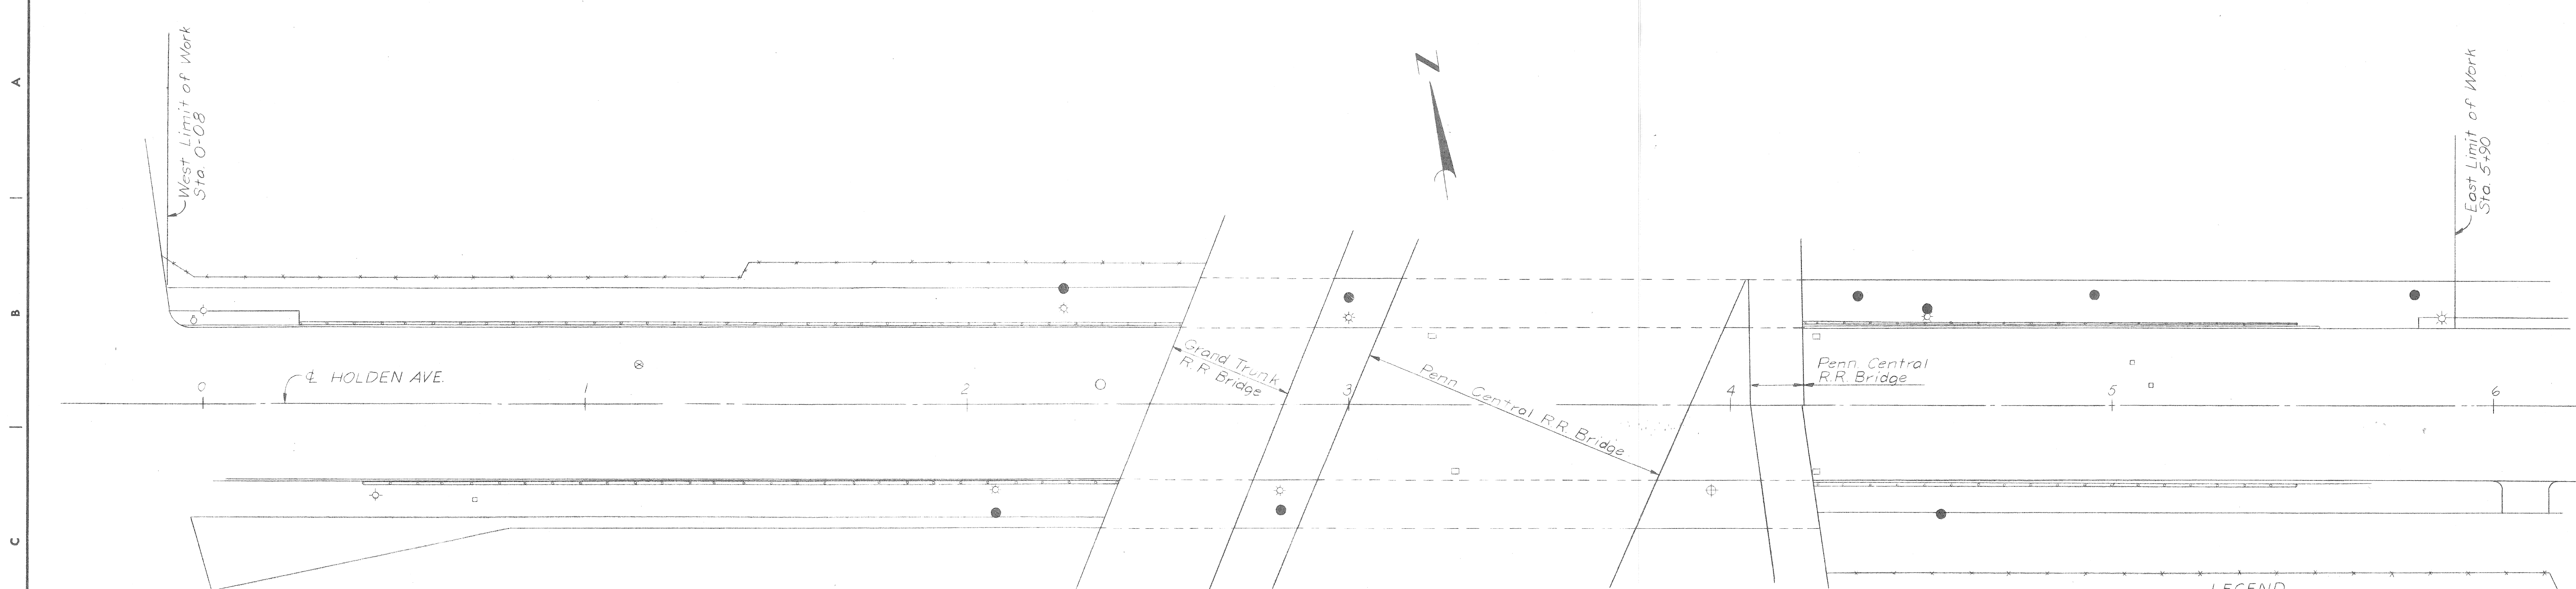 A
B
C
West Limit of Work
Sta. 0-08
N
East Limit of Work
Sta. 5+90
℄ HOLDEN AVE.
0
1
2
3
4
5
6
Grand Trunk
R.R. Bridge
Penn Central R.R. Bridge
Penn. Central
R.R. Bridge
LEGEND